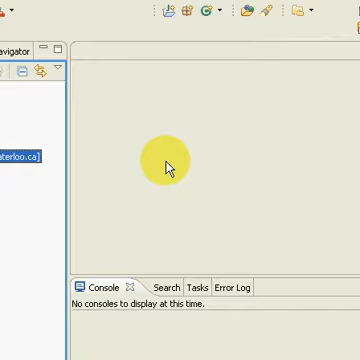 avigator
aterloo.ca]
Console Search Tasks Error Log
No consoles to display at this time.